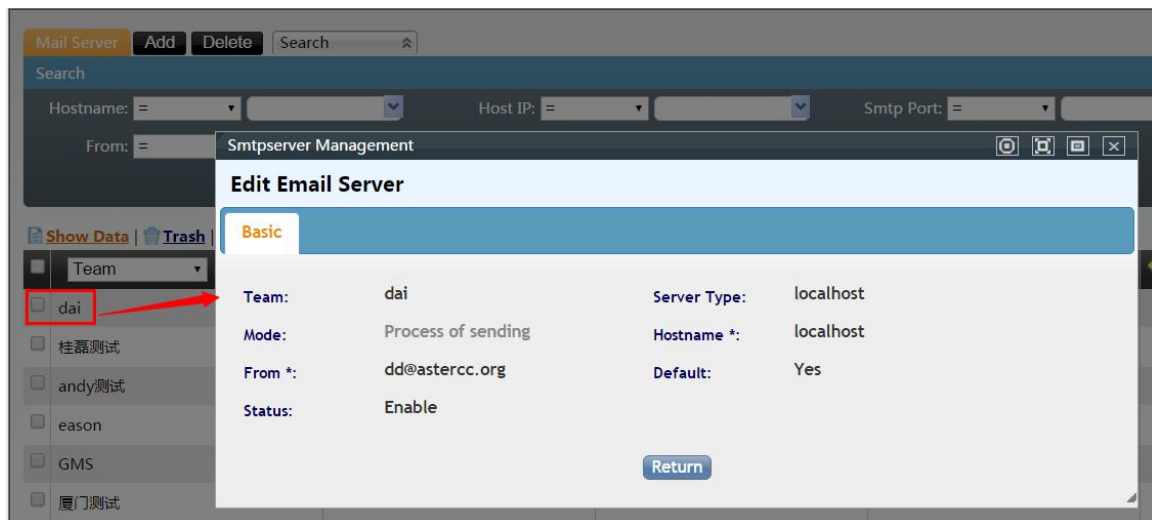 Mail Server Add Delete Search
Search
Hostname: = Host IP: = Smtp Port: =
From: =
Smtpserver Management
Edit Email Server
Basic
Show Data | Trash |
Team
Team: dai Server Type: localhost
dai
Mode: Process of sending Hostname *: localhost
桂磊测试
From *: dd@astercc.org Default: Yes
andy测试
Status: Enable
eason
GMS
Return
厦门测试